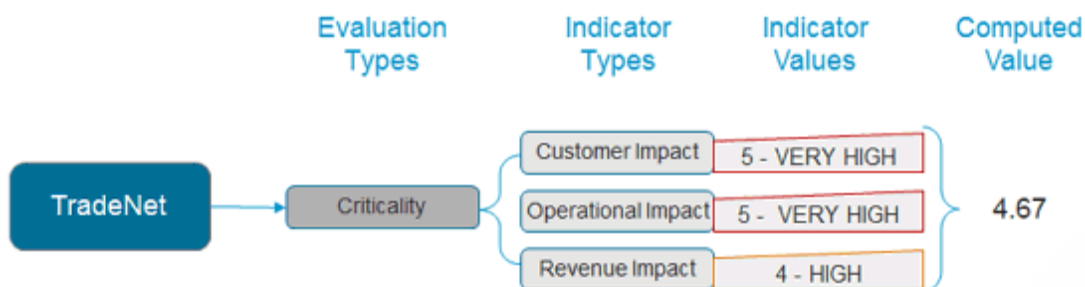 Evaluation Types
Indicator Types
Indicator Values
Computed Value
TradeNet
Criticality
Customer Impact
5 - VERY HIGH
Operational Impact
5 - VERY HIGH
Revenue Impact
4 - HIGH
4.67